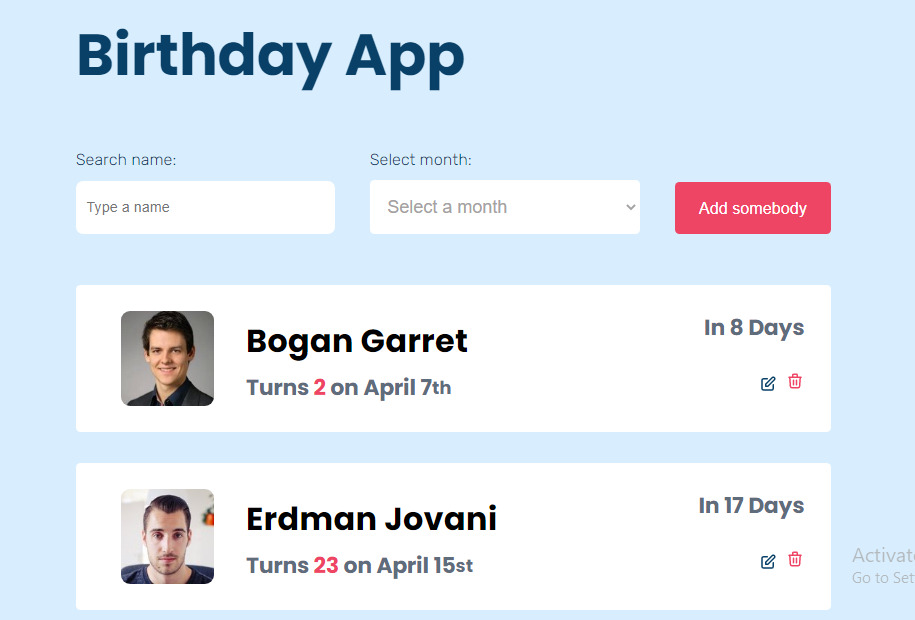 Birthday App
Search name:
Select month:
Type a name
Select a month
Add somebody
Bogan Garret
In 8 Days
Turns 2 on April 7th
Erdman Jovani
In 17 Days
Turns 23 on April 15st
Activate
Go to Set